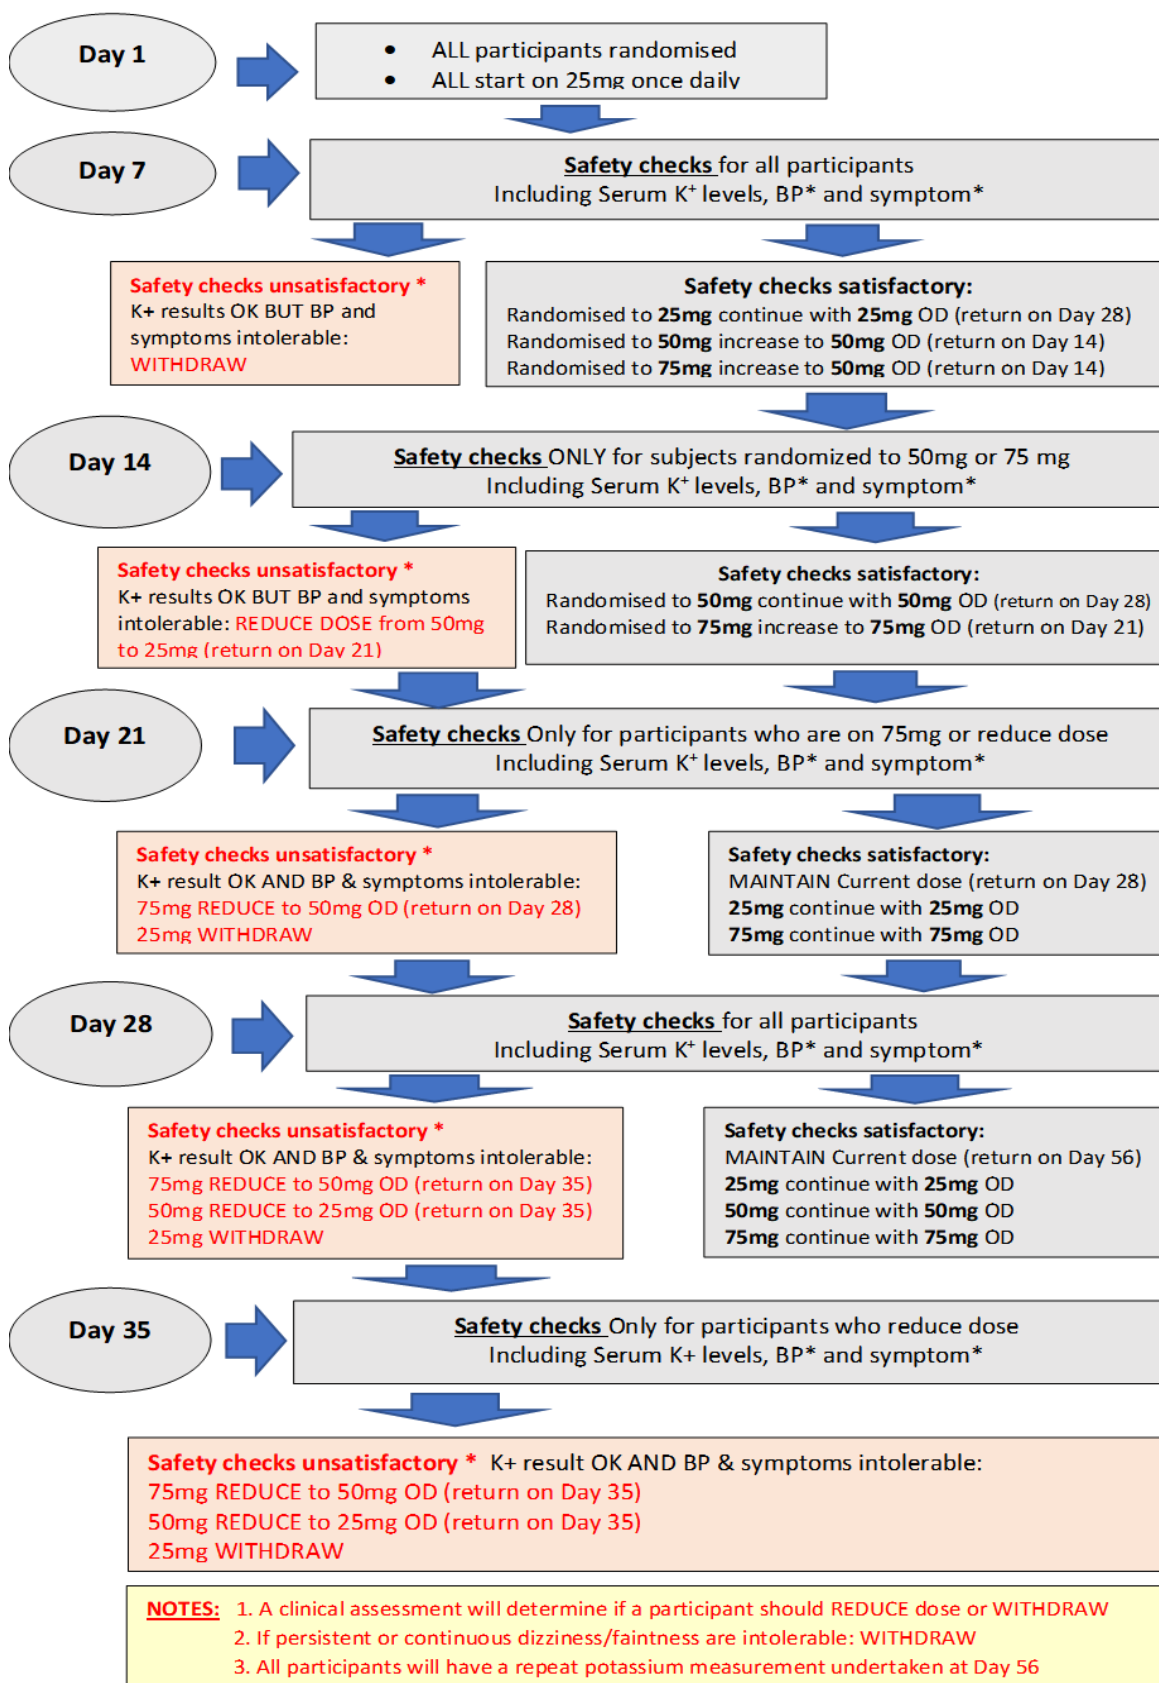 Day 1
• ALL participants randomised
• ALL start on 25mg once daily
Day 7
Safety checks for all participants
Including Serum K⁺ levels, BP* and symptom*
Safety checks unsatisfactory *
K+ results OK BUT BP and
symptoms intolerable:
WITHDRAW
Safety checks satisfactory:
Randomised to 25mg continue with 25mg OD (return on Day 28)
Randomised to 50mg increase to 50mg OD (return on Day 14)
Randomised to 75mg increase to 50mg OD (return on Day 14)
Day 14
Safety checks ONLY for subjects randomized to 50mg or 75 mg
Including Serum K⁺ levels, BP* and symptom*
Safety checks unsatisfactory *
K+ results OK BUT BP and symptoms
intolerable: REDUCE DOSE from 50mg
to 25mg (return on Day 21)
Safety checks satisfactory:
Randomised to 50mg continue with 50mg OD (return on Day 28)
Randomised to 75mg increase to 75mg OD (return on Day 21)
Day 21
Safety checks Only for participants who are on 75mg or reduce dose
Including Serum K⁺ levels, BP* and symptom*
Safety checks unsatisfactory *
K+ result OK AND BP & symptoms intolerable:
75mg REDUCE to 50mg OD (return on Day 28)
25mg WITHDRAW
Safety checks satisfactory:
MAINTAIN Current dose (return on Day 28)
25mg continue with 25mg OD
75mg continue with 75mg OD
Day 28
Safety checks for all participants
Including Serum K⁺ levels, BP* and symptom*
Safety checks unsatisfactory *
K+ result OK AND BP & symptoms intolerable:
75mg REDUCE to 50mg OD (return on Day 35)
50mg REDUCE to 25mg OD (return on Day 35)
25mg WITHDRAW
Safety checks satisfactory:
MAINTAIN Current dose (return on Day 56)
25mg continue with 25mg OD
50mg continue with 50mg OD
75mg continue with 75mg OD
Day 35
Safety checks Only for participants who reduce dose
Including Serum K+ levels, BP* and symptom*
Safety checks unsatisfactory * K+ result OK AND BP & symptoms intolerable:
75mg REDUCE to 50mg OD (return on Day 35)
50mg REDUCE to 25mg OD (return on Day 35)
25mg WITHDRAW
NOTES: 1. A clinical assessment will determine if a participant should REDUCE dose or WITHDRAW
2. If persistent or continuous dizziness/faintness are intolerable: WITHDRAW
3. All participants will have a repeat potassium measurement undertaken at Day 56